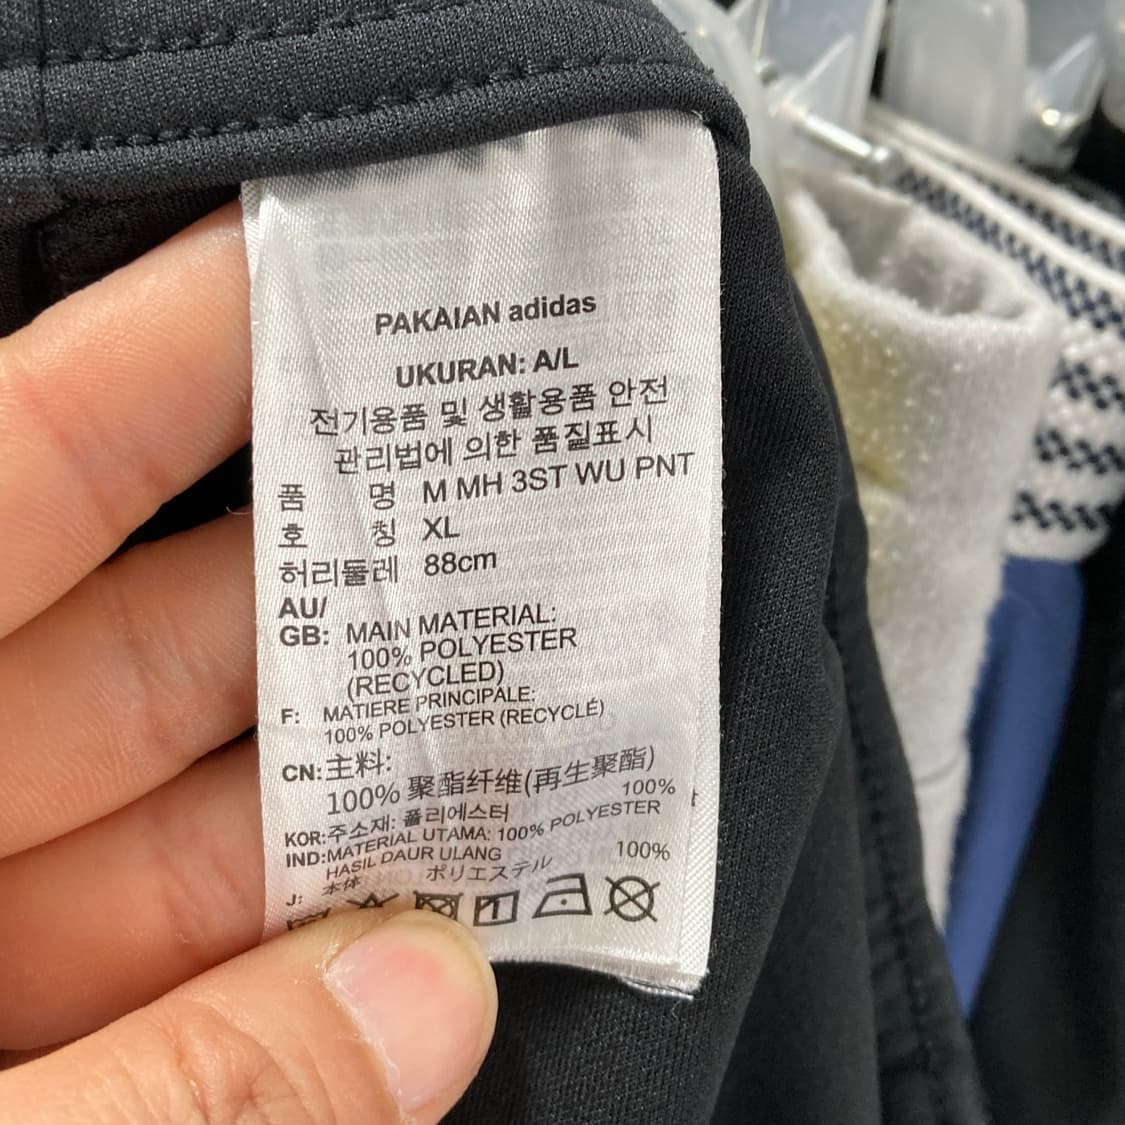 PAKAIAN adidas
UKURAN: A/L
전기용품 및 생활용품 안전
관리법에 의한 품질표시
품 명 M MH 3ST WU PNT
호 칭 XL
허리둘레 88cm
AU/
GB: MAIN MATERIAL:
100% POLYESTER
(RECYCLED)
F: MATIERE PRINCIPALE:
100% POLYESTER (RECYCLÉ)
CN: 主料:
100% 聚酯纤维(再生聚酯)
KOR: 주소재: 폴리에스터 100%
IND: MATERIAL UTAMA: 100% POLYESTER
HASIL DAUR ULANG
J: 本体 ポリエステル 100%